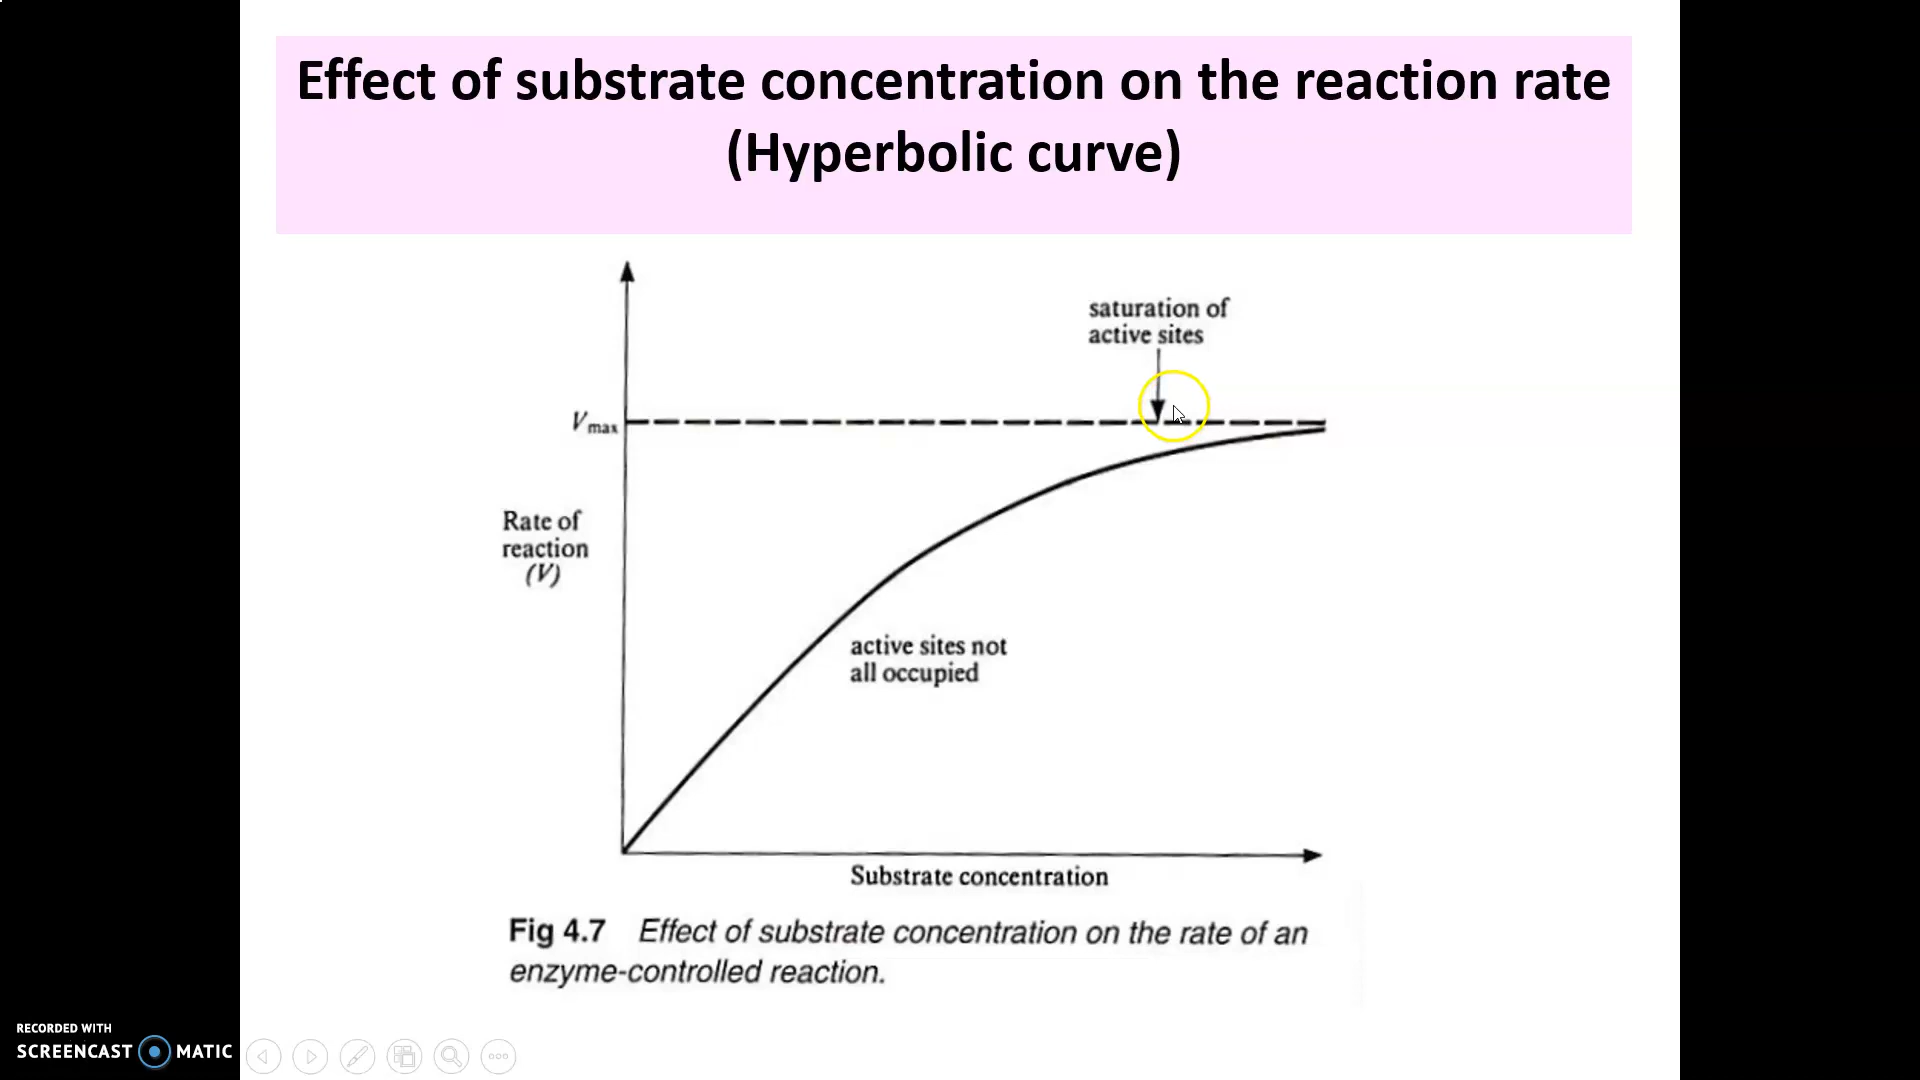 Effect of substrate concentration on the reaction rate
(Hyperbolic curve)
saturation of
active sites
Vmax
Rate of
reaction
(V)
active sites not
all occupied
Substrate concentration
Fig 4.7 Effect of substrate concentration on the rate of an
enzyme-controlled reaction.
RECORDED WITH
SCREENCAST MATIC